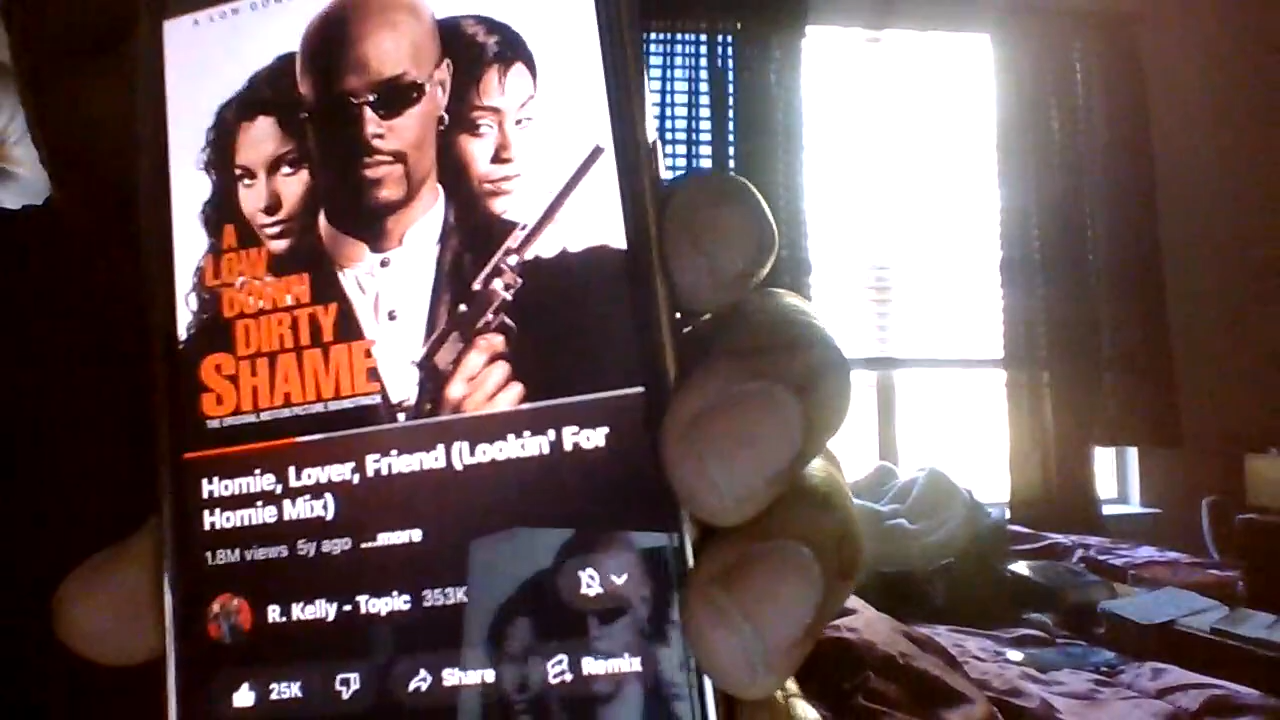 A LOW DOWN
A
LOW
DOWN
DIRTY
SHAME
Homie, Lover, Friend (Lookin' For
Homie Mix)
1.8M views 5y ago ...more
R. Kelly - Topic 353K
25K Share Remix